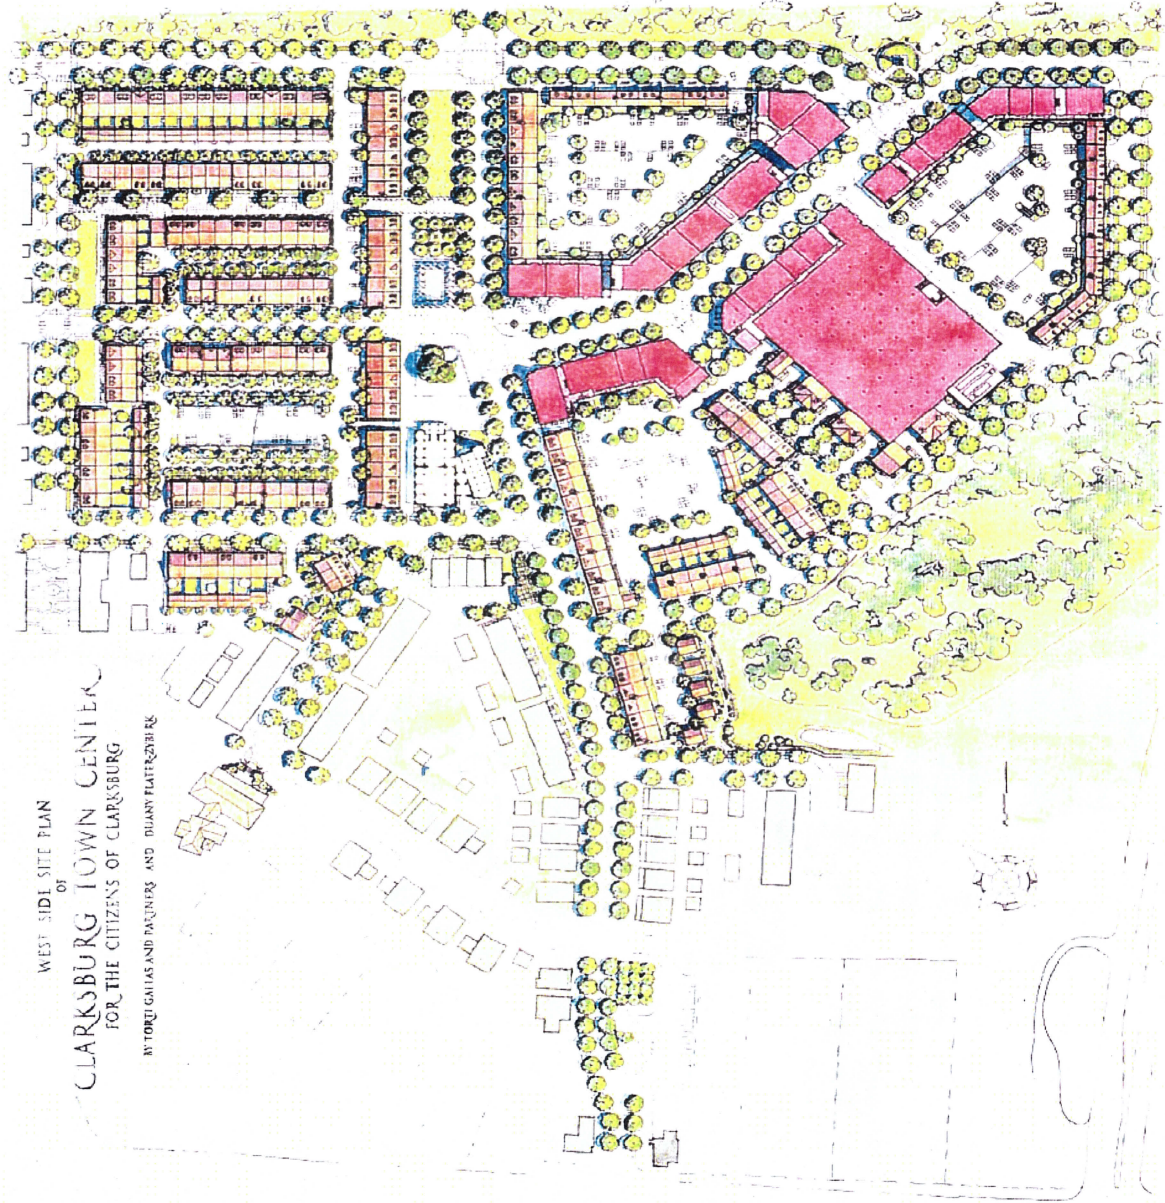 WEST SIDE SITE PLAN
OF
CLARKSBURG TOWN CENTER
FOR THE CITIZENS OF CLARKSBURG
BY TORTI GALLAS AND PARTNERS AND DUANY PLATER-ZYBERK